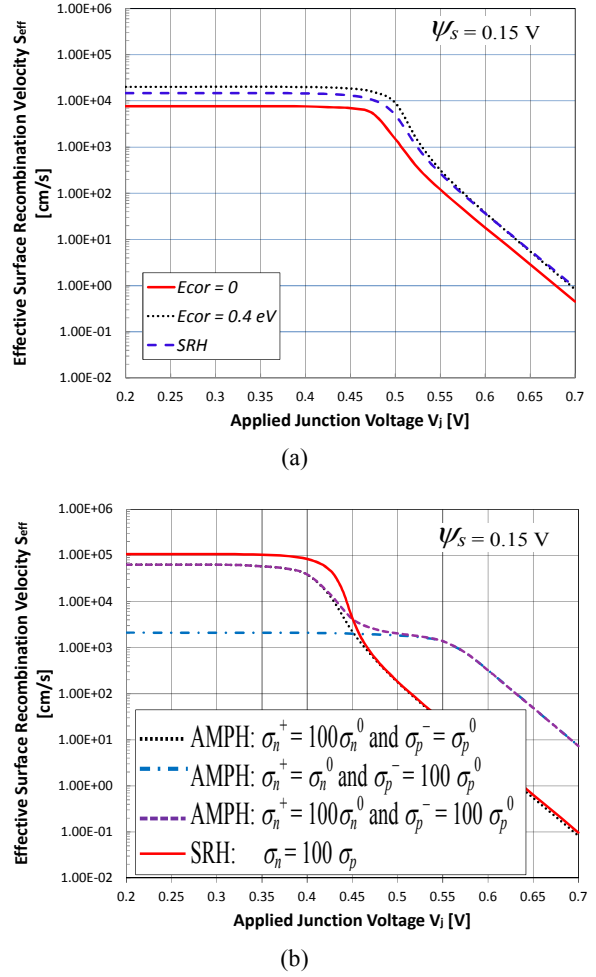 1.00E+06
1.00E+05
1.00E+04
1.00E+03
1.00E+02
1.00E+01
1.00E+00
1.00E-01
1.00E-02
Effective Surface Recombination Velocity Seff
[cm/s]
ψs = 0.15 V
Ecor = 0
Ecor = 0.4 eV
SRH
0.2 0.25 0.3 0.35 0.4 0.45 0.5 0.55 0.6 0.65 0.7
Applied Junction Voltage Vj [V]
(a)
1.00E+06
1.00E+05
1.00E+04
1.00E+03
1.00E+02
1.00E+01
1.00E+00
1.00E-01
1.00E-02
Effective Surface Recombination Velocity Seff
[cm/s]
ψs = 0.15 V
AMPH: σn⁺ = 100σn⁰ and σp⁻ = σp⁰
AMPH: σn⁺ = σn⁰ and σp⁻ = 100 σp⁰
AMPH: σn⁺ = 100σn⁰ and σp⁻ = 100 σp⁰
SRH: σn = 100 σp
0.2 0.25 0.3 0.35 0.4 0.45 0.5 0.55 0.6 0.65 0.7
Applied Junction Voltage Vj [V]
(b)